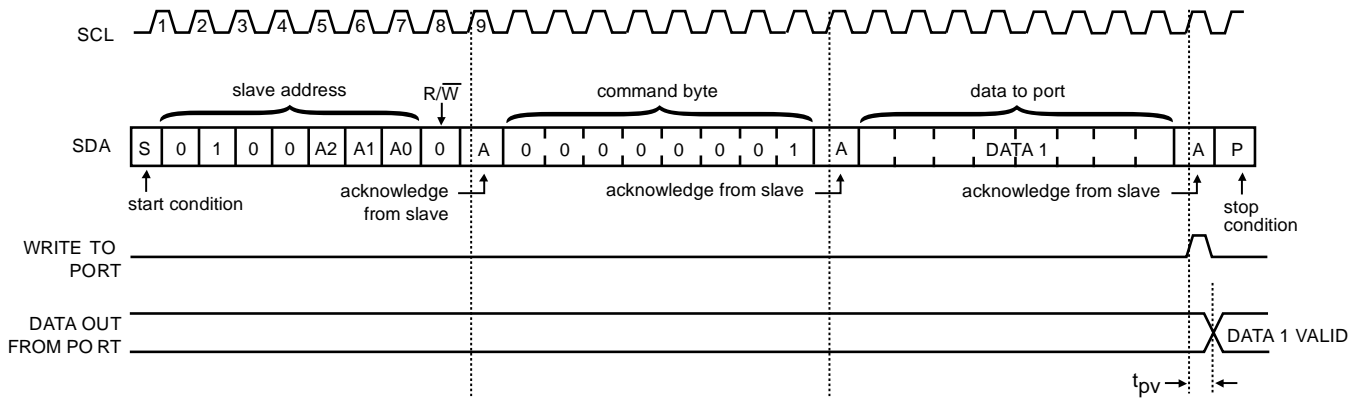 SCL 1 2 3 4 5 6 7 8 9
slave address R/W̅ command byte data to port
SDA S 0 1 0 0 A2 A1 A0 0 A 0 0 0 0 0 0 0 1 A DATA 1 A P
start condition
acknowledge
from slave
acknowledge from slave
acknowledge from slave
stop
condition
WRITE TO
PORT
DATA OUT
FROM PO RT
DATA 1 VALID
tpv